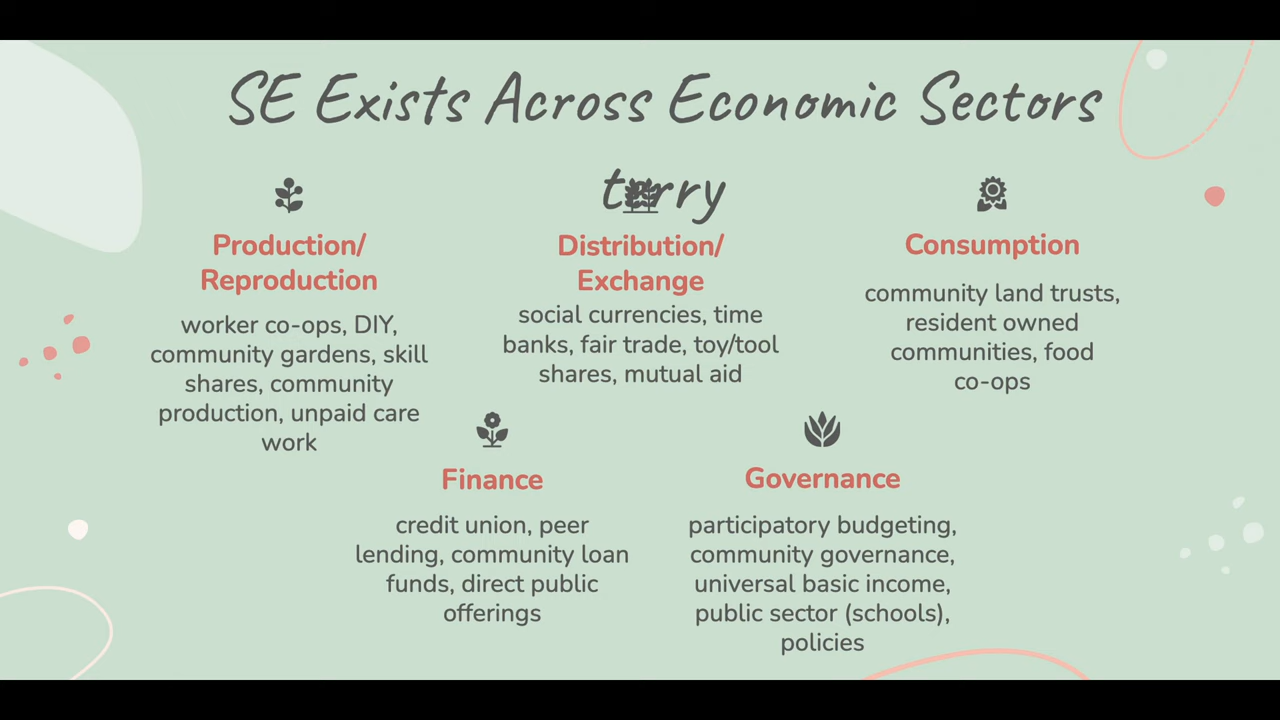 SE Exists Across Economic Sectors
terry
Production/
Reproduction
worker co-ops, DIY,
community gardens, skill
shares, community
production, unpaid care
work
Distribution/
Exchange
social currencies, time
banks, fair trade, toy/tool
shares, mutual aid
Consumption
community land trusts,
resident owned
communities, food
co-ops
Finance
credit union, peer
lending, community loan
funds, direct public
offerings
Governance
participatory budgeting,
community governance,
universal basic income,
public sector (schools),
policies